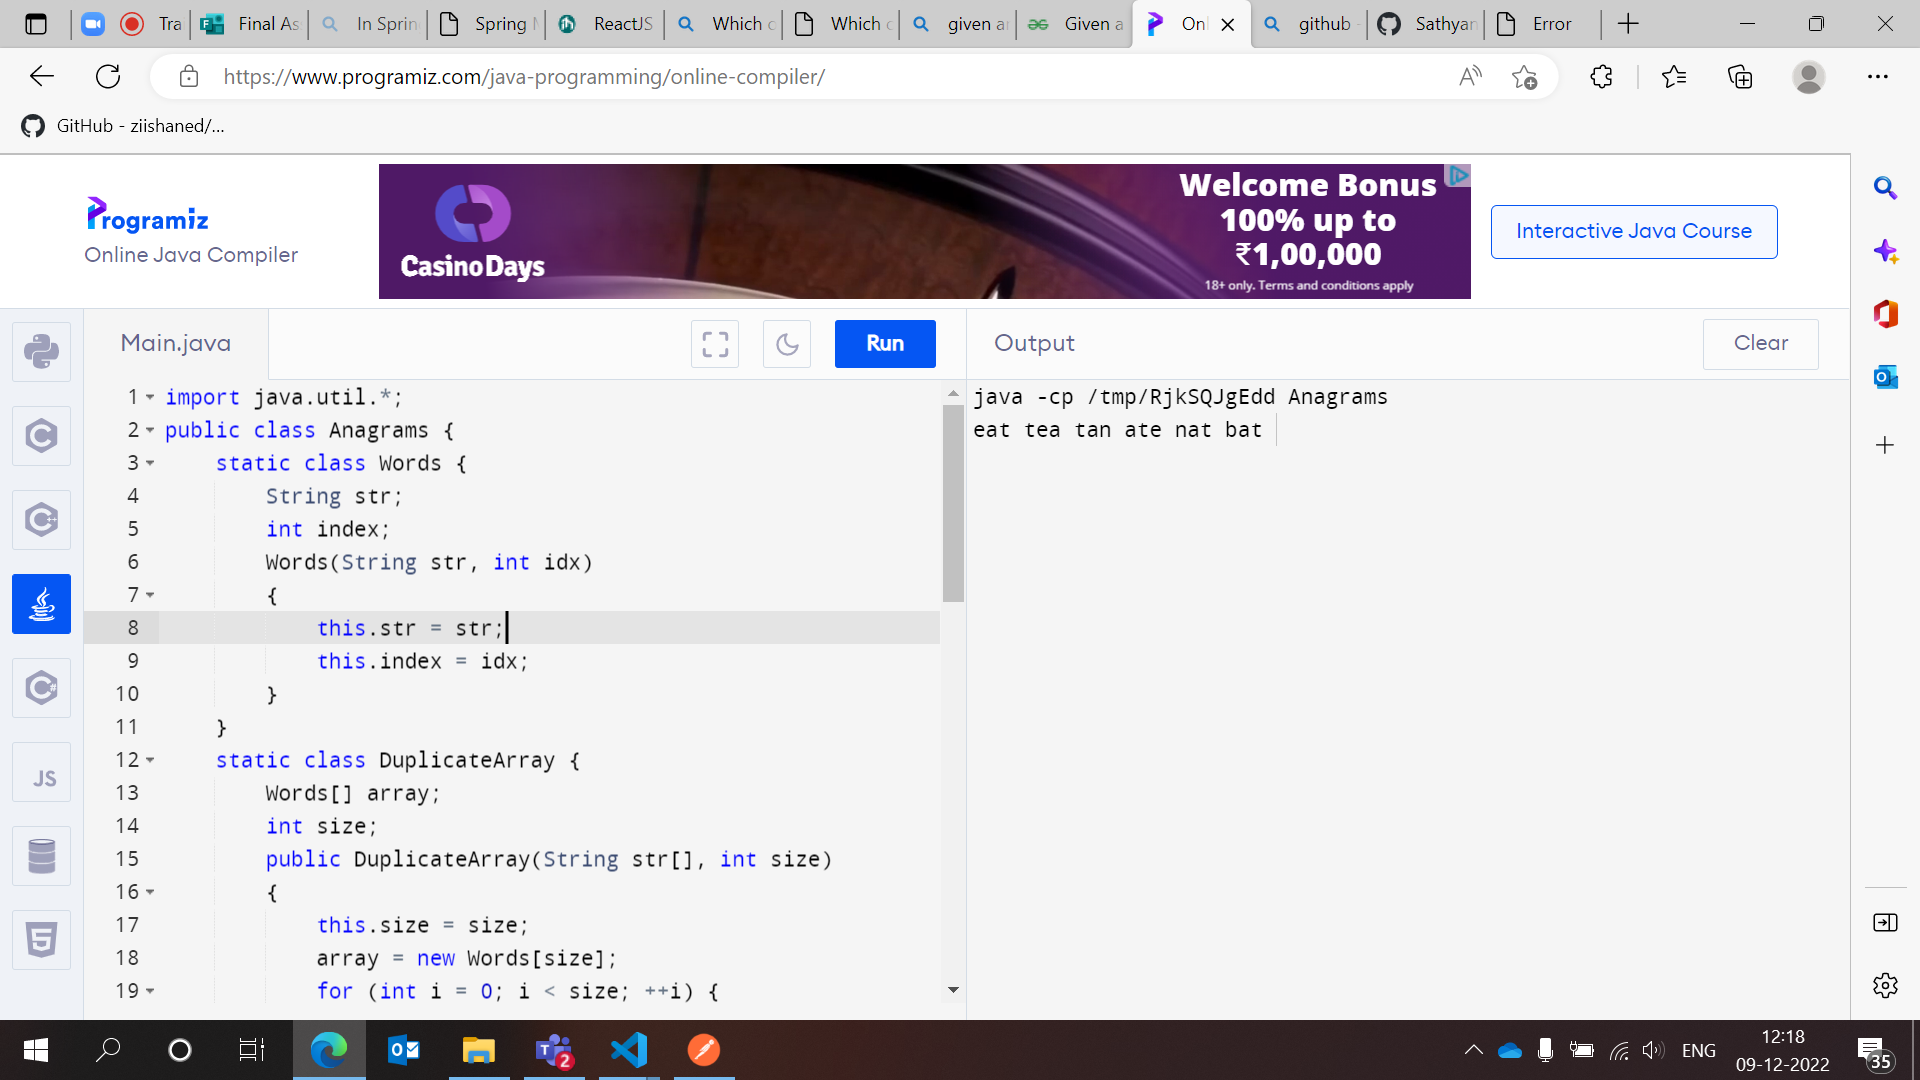 Tra
Final As
In Sprin
Spring M
ReactJS
Which c
Which c
given a
Given a
Onl
github -
Sathyan
Error
https://www.programiz.com/java-programming/online-compiler/
GitHub - ziishaned/...
Programiz
Online Java Compiler
CasinoDays
Welcome Bonus
100% up to
₹1,00,000
18+ only. Terms and conditions apply
Interactive Java Course
Main.java
Run
Output
Clear
1 import java.util.*;
2 public class Anagrams {
3 static class Words {
4 String str;
5 int index;
6 Words(String str, int idx)
7 {
8 this.str = str;
9 this.index = idx;
10 }
11 }
12 static class DuplicateArray {
13 Words[] array;
14 int size;
15 public DuplicateArray(String str[], int size)
16 {
17 this.size = size;
18 array = new Words[size];
19 for (int i = 0; i < size; ++i) {
java -cp /tmp/RjkSQJgEdd Anagrams
eat tea tan ate nat bat
JS
2
ENG
12:18
09-12-2022
35